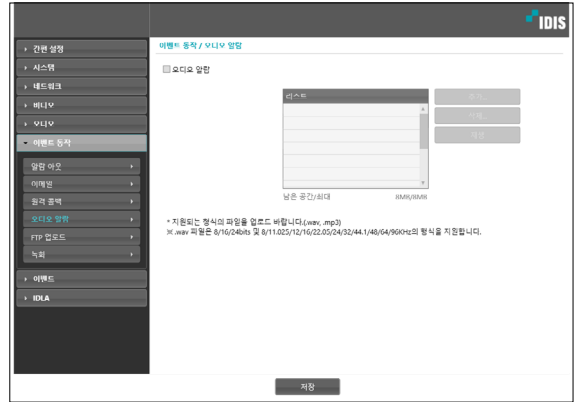 IDIS
이벤트 동작 / 오디오 알람
간편 설정
시스템
네트워크
비디오
오디오
이벤트 동작
알람 아웃
이메일
원격 콜백
오디오 알람
FTP 업로드
녹화
이벤트
IDLA
오디오 알람
리스트
추가...
삭제...
남은 공간/최대
* 지원되는 형식의 파일을 업로드 바랍니다.(.wav, .mp3)
※ .wav 파일은 8/16/24bits 및 8/11.025/12/16/22.05/24/32/44.1/48/64/96KHz의 형식을 지원합니다.
저장